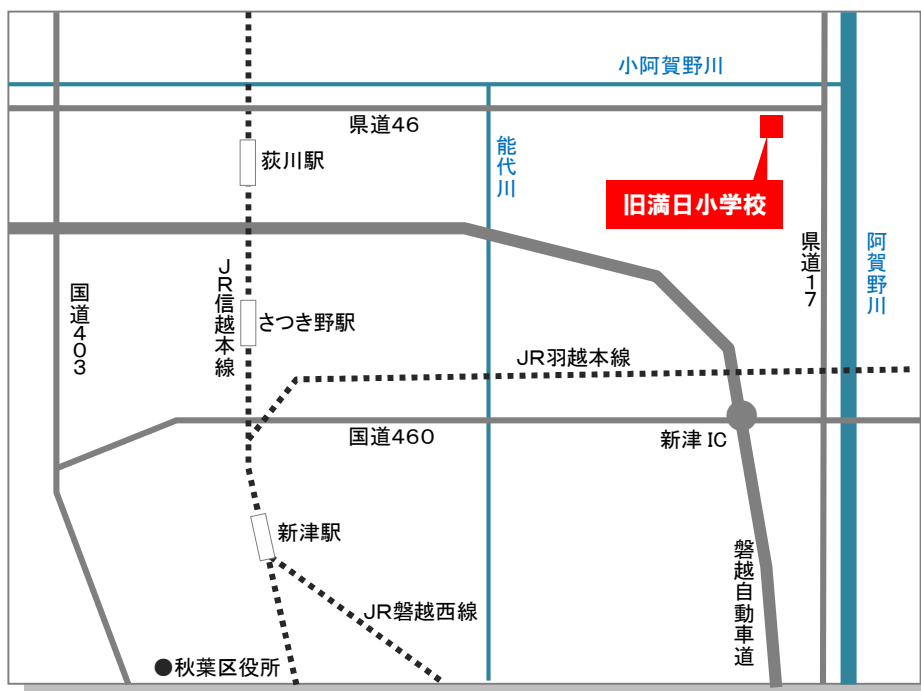 小阿賀野川
県道46
荻川駅
能代川
旧満日小学校
県道17
阿賀野川
JR信越本線
国道403
さつき野駅
JR羽越本線
国道460
新津IC
新津駅
磐越自動車道
JR磐越西線
●秋葉区役所